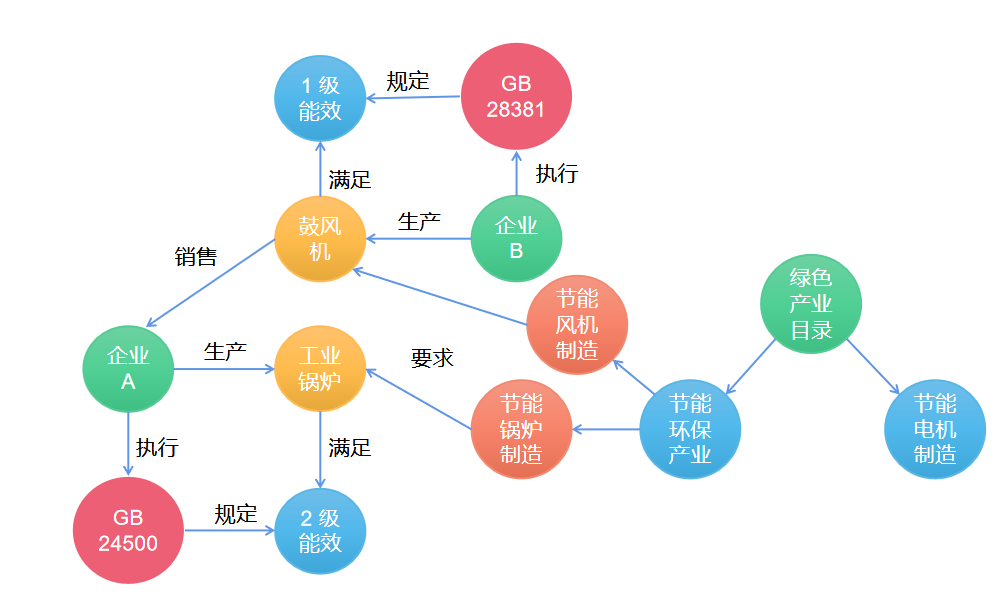 1 级
能效
规定
GB
28381
满足
执行
鼓风
机
生产
企业
B
销售
节能
风机
制造
绿色
产业
目录
企业
A
生产
工业
锅炉
要求
节能
锅炉
制造
节能
环保
产业
节能
电机
制造
执行
满足
GB
24500
规定
2 级
能效